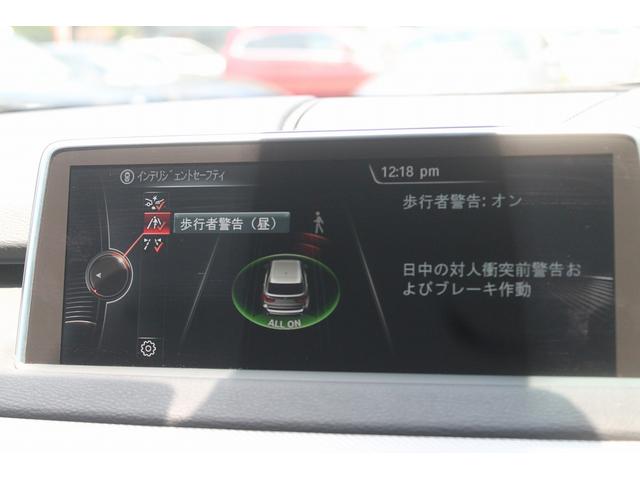 インテリジェントセーフティ
12:18 pm
歩行者警告: オン
歩行者警告（昼）
日中の対人衝突前警告お
よびブレーキ作動
ALL ON